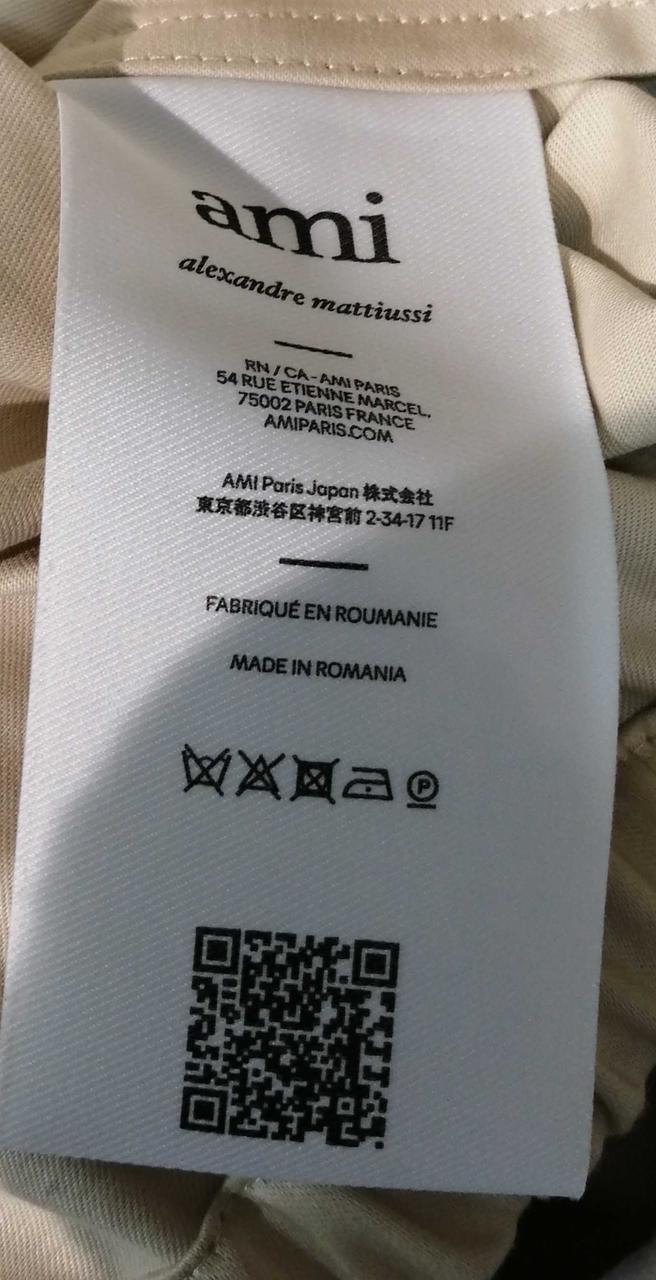 ami
alexandre mattiussi
RN / CA - AMI PARIS
54 RUE ETIENNE MARCEL,
75002 PARIS FRANCE
AMIPARIS.COM
AMI Paris Japan 株式会社
東京都渋谷区神宮前 2-34-17 11F
FABRIQUÉ EN ROUMANIE
MADE IN ROMANIA
P